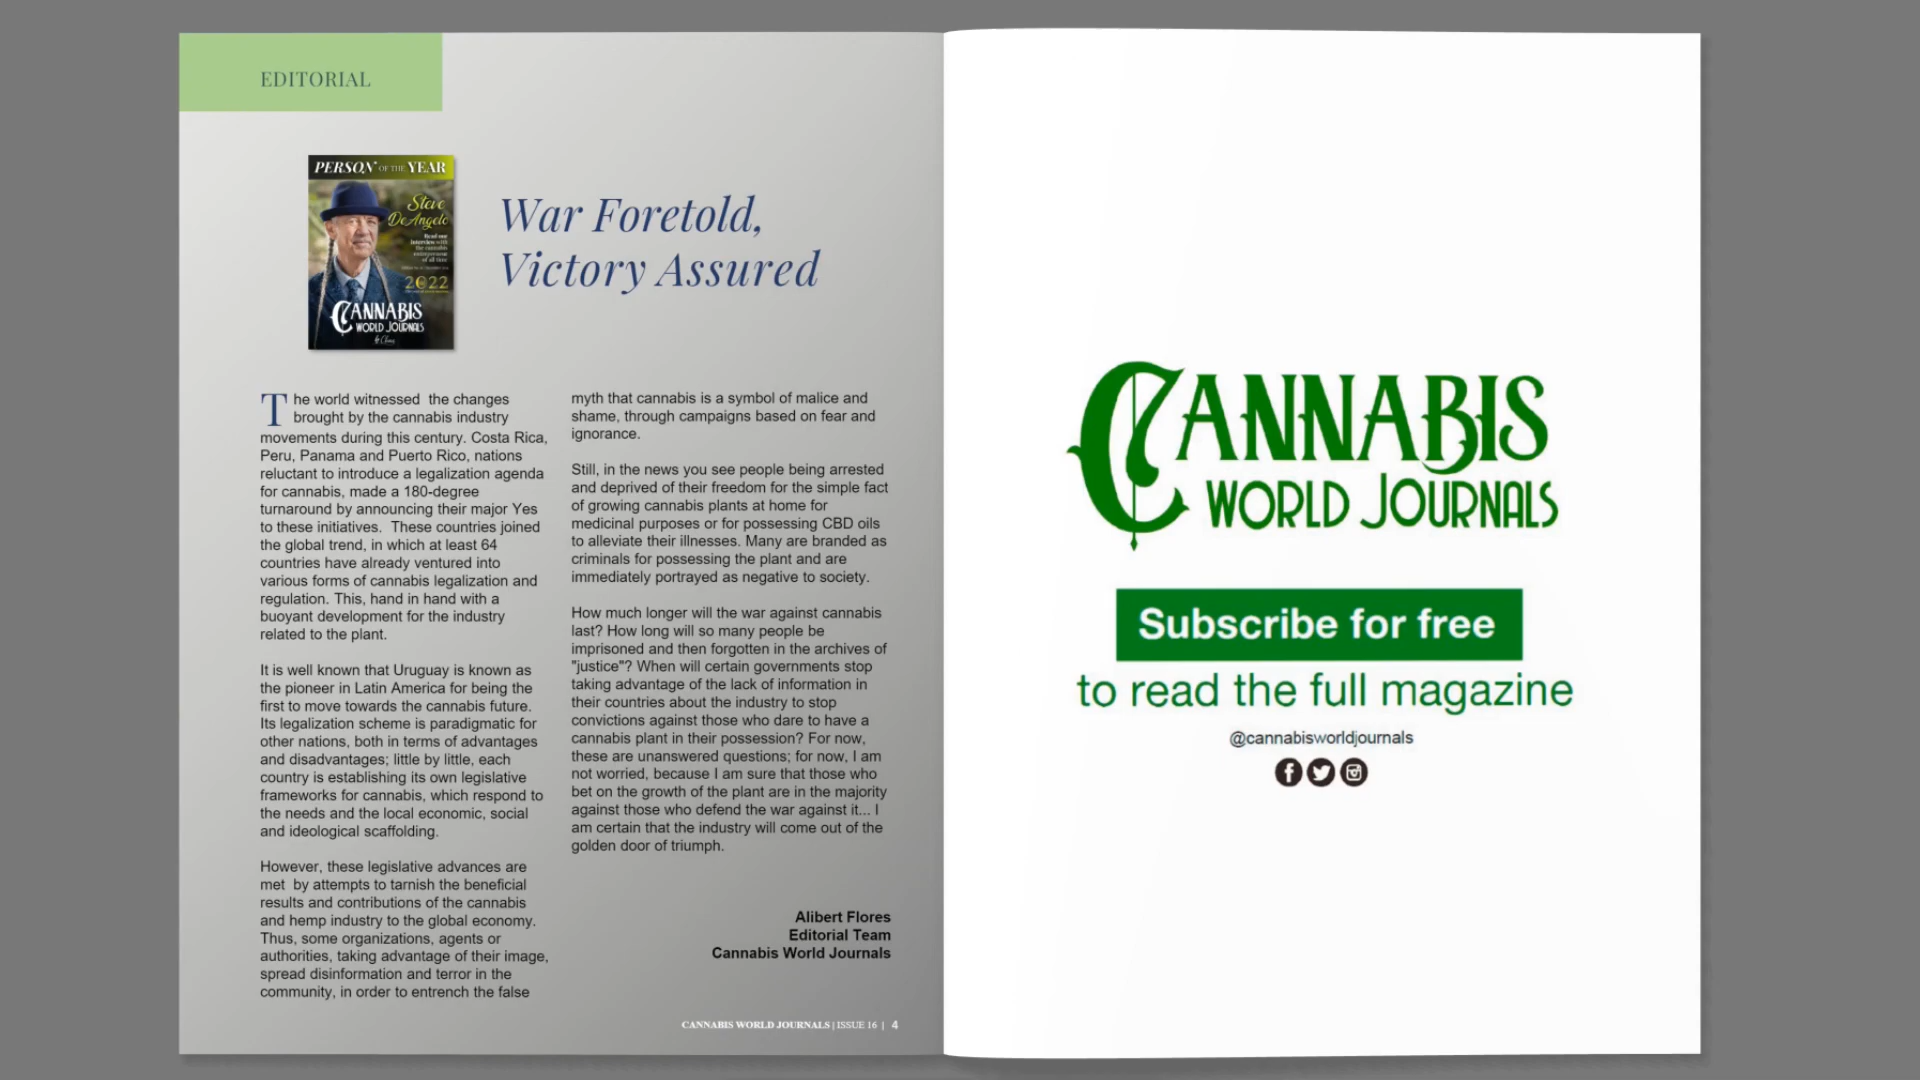 EDITORIAL
PERSON OF THE YEAR
Steve
DeAngelo
Read our
interview with
the cannabis
entrepreneur
of all time
2022
CANNABIS
WORLD JOURNALS
War Foretold,
Victory Assured
The world witnessed  the changes
brought by the cannabis industry
movements during this century. Costa Rica,
Peru, Panama and Puerto Rico, nations
reluctant to introduce a legalization agenda
for cannabis, made a 180-degree
turnaround by announcing their major Yes
to these initiatives.  These countries joined
the global trend, in which at least 64
countries have already ventured into
various forms of cannabis legalization and
regulation. This, hand in hand with a
buoyant development for the industry
related to the plant.
It is well known that Uruguay is known as
the pioneer in Latin America for being the
first to move towards the cannabis future.
Its legalization scheme is paradigmatic for
other nations, both in terms of advantages
and disadvantages; little by little, each
country is establishing its own legislative
frameworks for cannabis, which respond to
the needs and the local economic, social
and ideological scaffolding.
However, these legislative advances are
met  by attempts to tarnish the beneficial
results and contributions of the cannabis
and hemp industry to the global economy.
Thus, some organizations, agents or
authorities, taking advantage of their image,
spread disinformation and terror in the
community, in order to entrench the false
myth that cannabis is a symbol of malice and
shame, through campaigns based on fear and
ignorance.
Still, in the news you see people being arrested
and deprived of their freedom for the simple fact
of growing cannabis plants at home for
medicinal purposes or for possessing CBD oils
to alleviate their illnesses. Many are branded as
criminals for possessing the plant and are
immediately portrayed as negative to society.
How much longer will the war against cannabis
last? How long will so many people be
imprisoned and then forgotten in the archives of
"justice"? When will certain governments stop
taking advantage of the lack of information in
their countries about the industry to stop
convictions against those who dare to have a
cannabis plant in their possession? For now,
these are unanswered questions; for now, I am
not worried, because I am sure that those who
bet on the growth of the plant are in the majority
against those who defend the war against it... I
am certain that the industry will come out of the
golden door of triumph.
Alibert Flores
Editorial Team
Cannabis World Journals
CANNABIS WORLD JOURNALS | ISSUE 16 | 4
CANNABIS
WORLD JOURNALS
Subscribe for free
to read the full magazine
@cannabisworldjournals